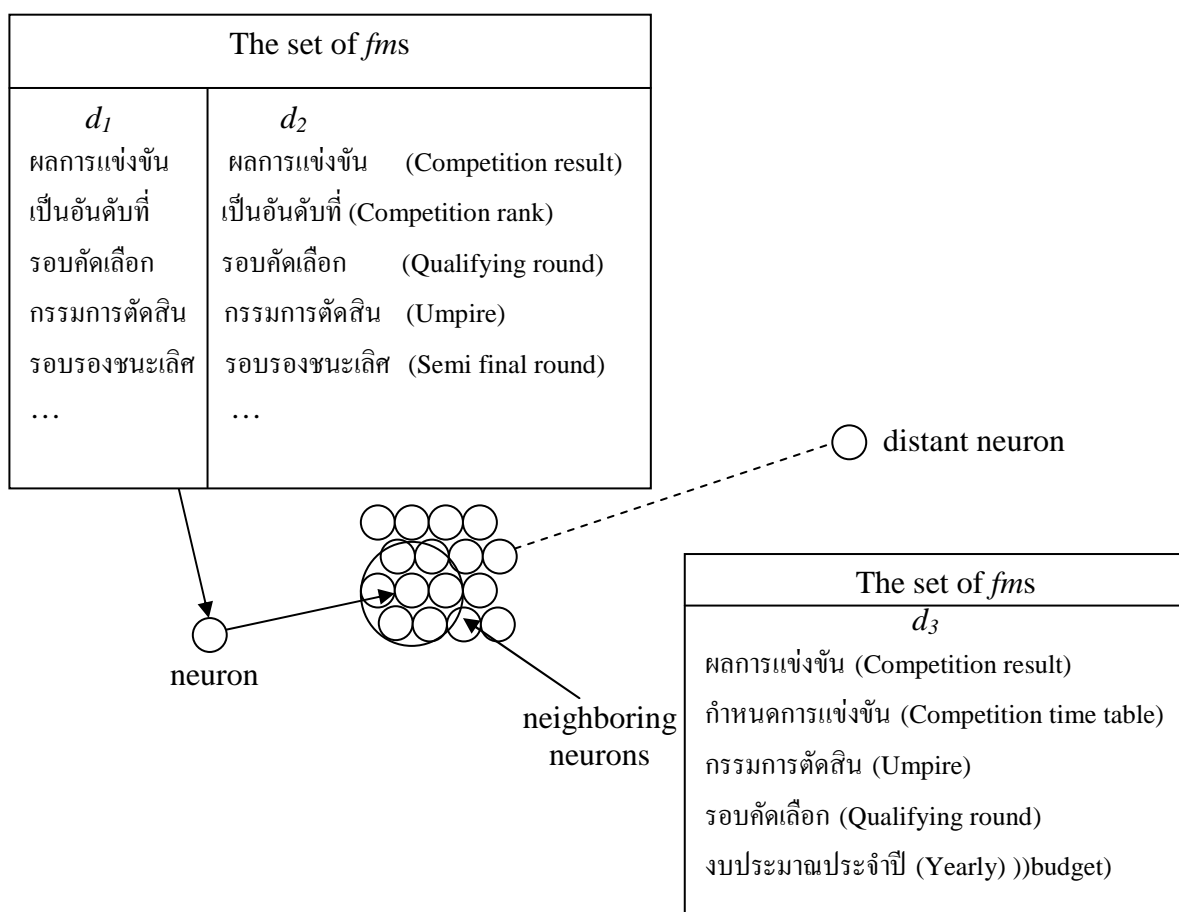 The set of fms
d1 d2
ผลการแข่งขัน ผลการแข่งขัน (Competition result)
เป็นอันดับที่ เป็นอันดับที่ (Competition rank)
รอบคัดเลือก รอบคัดเลือก (Qualifying round)
กรรมการตัดสิน กรรมการตัดสิน (Umpire)
รอบรองชนะเลิศ รอบรองชนะเลิศ (Semi final round)
… …
distant neuron
neuron
neighboring
neurons
The set of fms
d3
ผลการแข่งขัน (Competition result)
กำหนดการแข่งขัน (Competition time table)
กรรมการตัดสิน (Umpire)
รอบคัดเลือก (Qualifying round)
งบประมาณประจำปี (Yearly) ))budget)